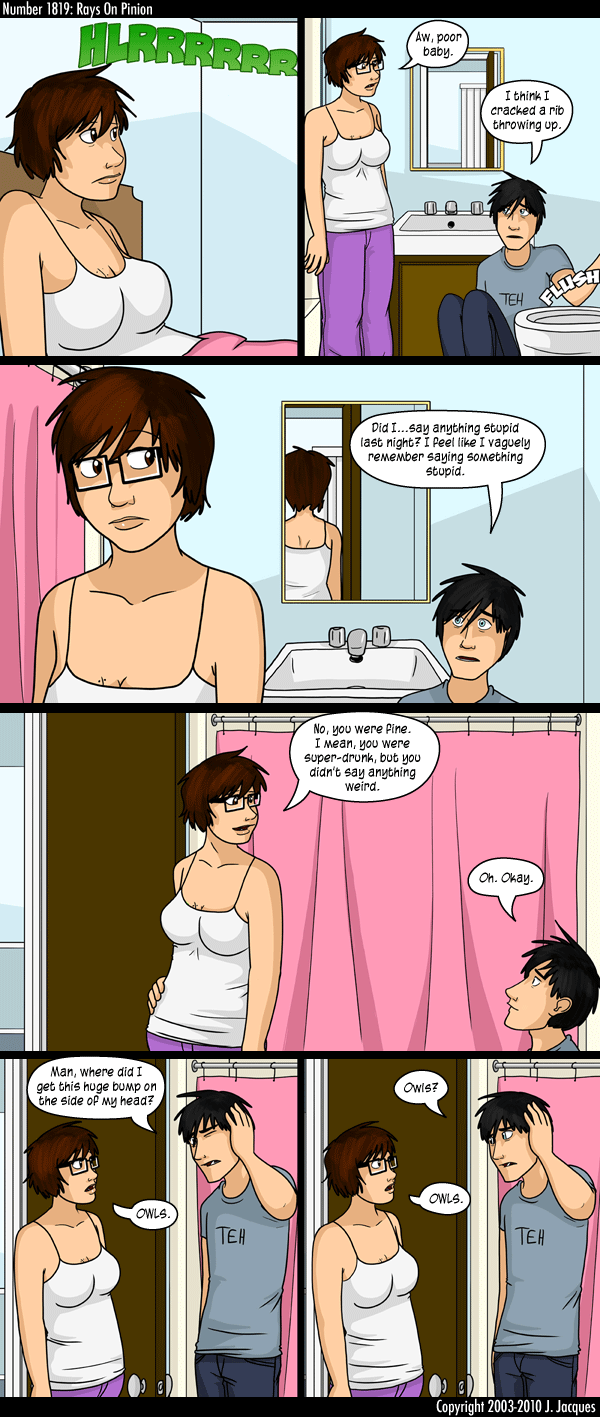 Number 1819: Rays On Pinion
HLRRRRRRR
Aw, poor
baby.
I think I
cracked a rib
throwing up.
TEH
FLUSH
Did I...say anything stupid
last night? I feel like I vaguely
remember saying something
stupid.
No, you were fine.
I mean, you were
super-drunk, but you
didn't say anything
weird.
Oh. Okay.
Man, where did I
get this huge bump on
the side of my head?
OWLS.
TEH
Owls?
OWLS.
TEH
Copyright 2003-2010 J. Jacques